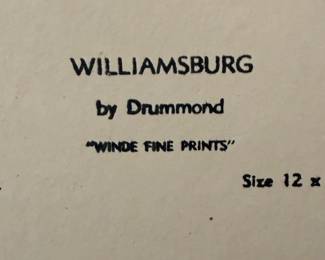 WILLIAMSBURG
by Drummond
"WINDE FINE PRINTS"
Size 12 x